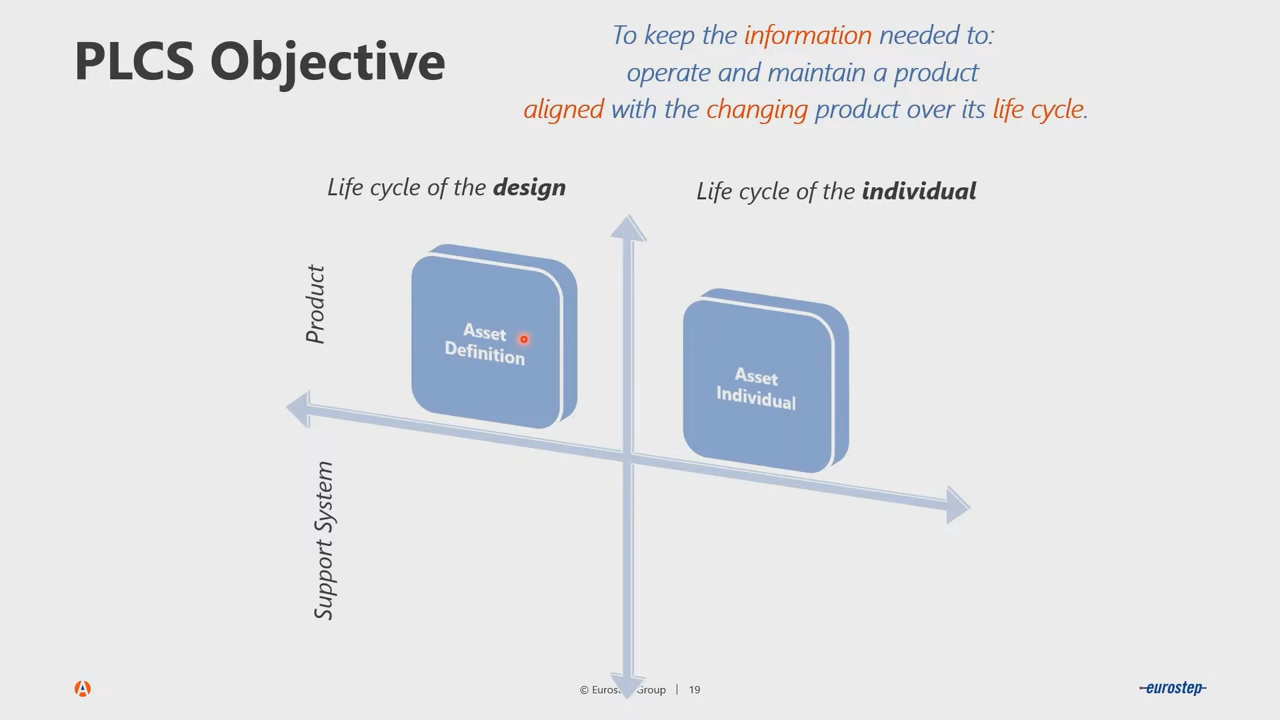 PLCS Objective
To keep the information needed to:
operate and maintain a product
aligned with the changing product over its life cycle.
Life cycle of the design
Life cycle of the individual
Product
Asset
Definition
Asset
Individual
Support System
© Eurostep Group | 19
eurostep